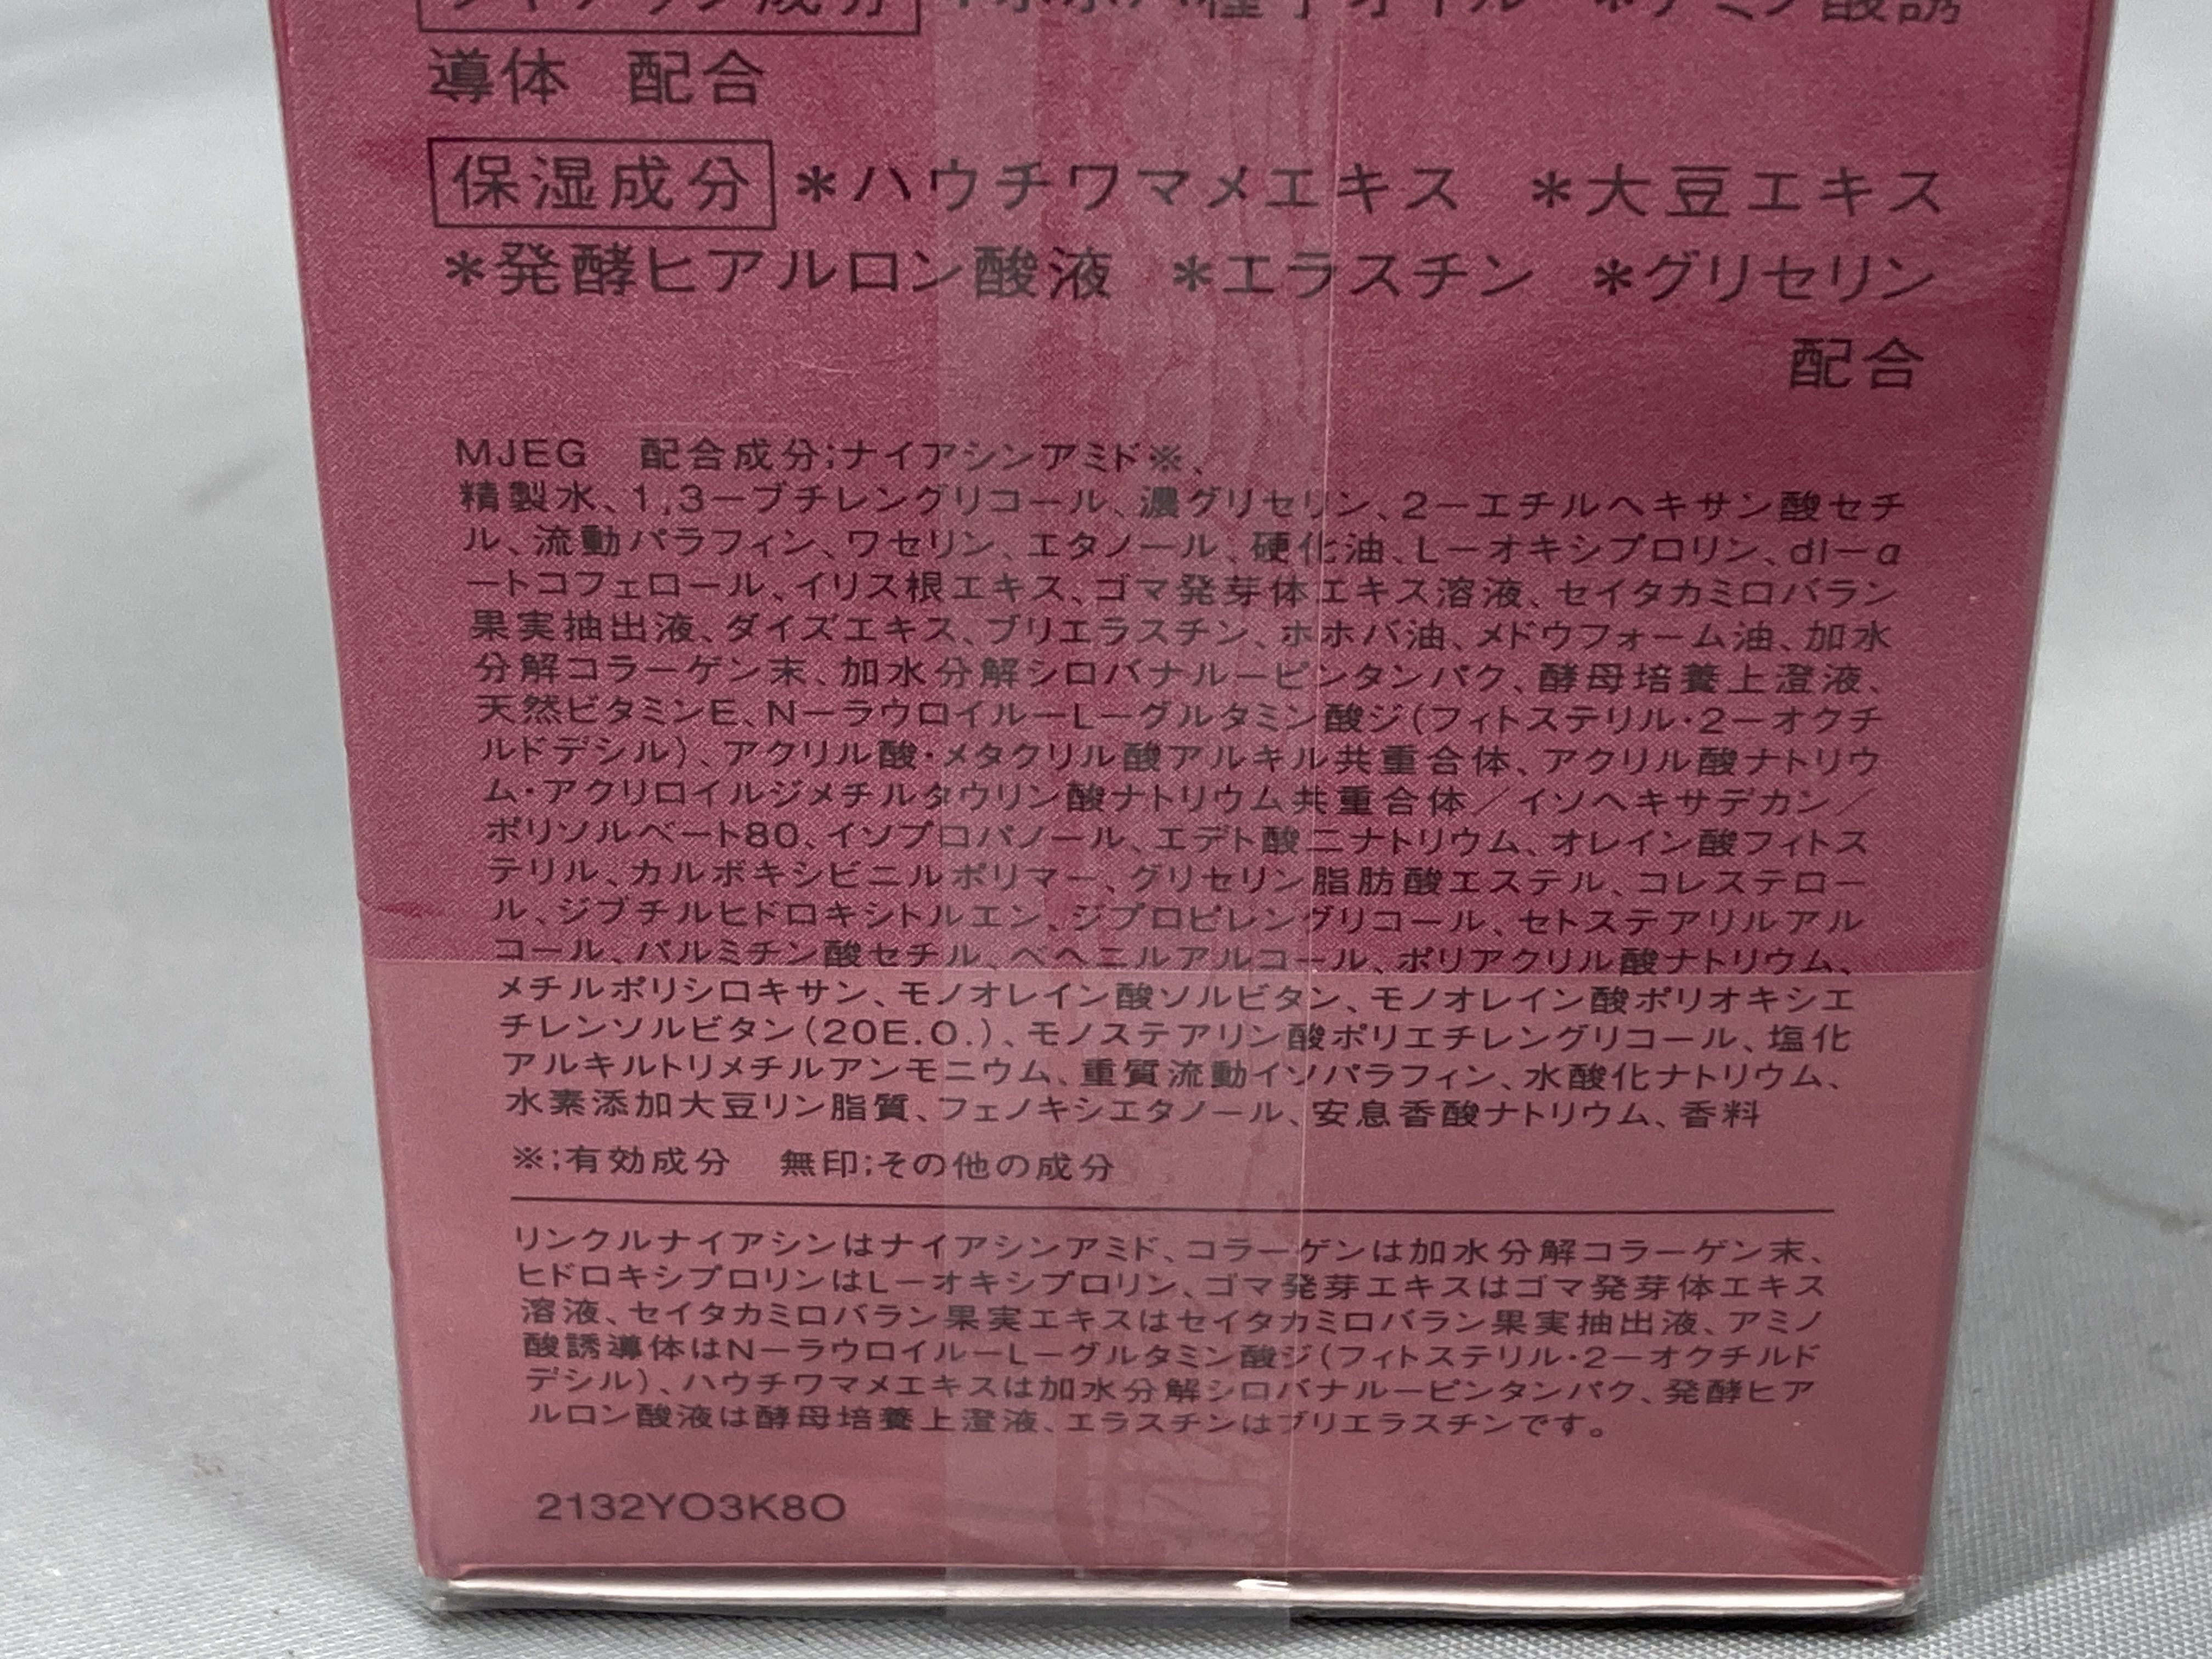 成分 ＊ホホバ種子オイル ＊アミノ酸誘
導体 配合
保湿成分 ＊ハウチワマメエキス ＊大豆エキス
＊発酵ヒアルロン酸液 ＊エラスチン ＊グリセリン
配合
MJEG 配合成分;ナイアシンアミド※、
精製水、1,3－ブチレングリコール、濃グリセリン、2－エチルヘキサン酸セチ
ル、流動パラフィン、ワセリン、エタノール、硬化油、L－オキシプロリン、dl－α
－トコフェロール、イリス根エキス、ゴマ発芽体エキス溶液、セイタカミロバラン
果実抽出液、ダイズエキス、ブリエラスチン、ホホバ油、メドウフォーム油、加水
分解コラーゲン末、加水分解シロバナルーピンタンパク、酵母培養上澄液、
天然ビタミンE、N－ラウロイル－L－グルタミン酸ジ(フィトステリル・2－オクチ
ルドデシル)、アクリル酸・メタクリル酸アルキル共重合体、アクリル酸ナトリウ
ム・アクリロイルジメチルタウリン酸ナトリウム共重合体／イソヘキサデカン／
ポリソルベート80、イソプロパノール、エデト酸二ナトリウム、オレイン酸フィトス
テリル、カルボキシビニルポリマー、グリセリン脂肪酸エステル、コレステロー
ル、ジブチルヒドロキシトルエン、ジプロピレングリコール、セトステアリルアル
コール、パルミチン酸セチル、ベヘニルアルコール、ポリアクリル酸ナトリウム、
メチルポリシロキサン、モノオレイン酸ソルビタン、モノオレイン酸ポリオキシエ
チレンソルビタン(20E.O.)、モノステアリン酸ポリエチレングリコール、塩化
アルキルトリメチルアンモニウム、重質流動イソパラフィン、水酸化ナトリウム、
水素添加大豆リン脂質、フェノキシエタノール、安息香酸ナトリウム、香料
※;有効成分 無印;その他の成分
リンクルナイアシンはナイアシンアミド、コラーゲンは加水分解コラーゲン末、
ヒドロキシプロリンはL－オキシプロリン、ゴマ発芽エキスはゴマ発芽体エキス
溶液、セイタカミロバラン果実エキスはセイタカミロバラン果実抽出液、アミノ
酸誘導体はN－ラウロイル－L－グルタミン酸ジ(フィトステリル・2－オクチルド
デシル)、ハウチワマメエキスは加水分解シロバナルーピンタンパク、発酵ヒア
ルロン酸液は酵母培養上澄液、エラスチンはブリエラスチンです。
2132YO3K8O